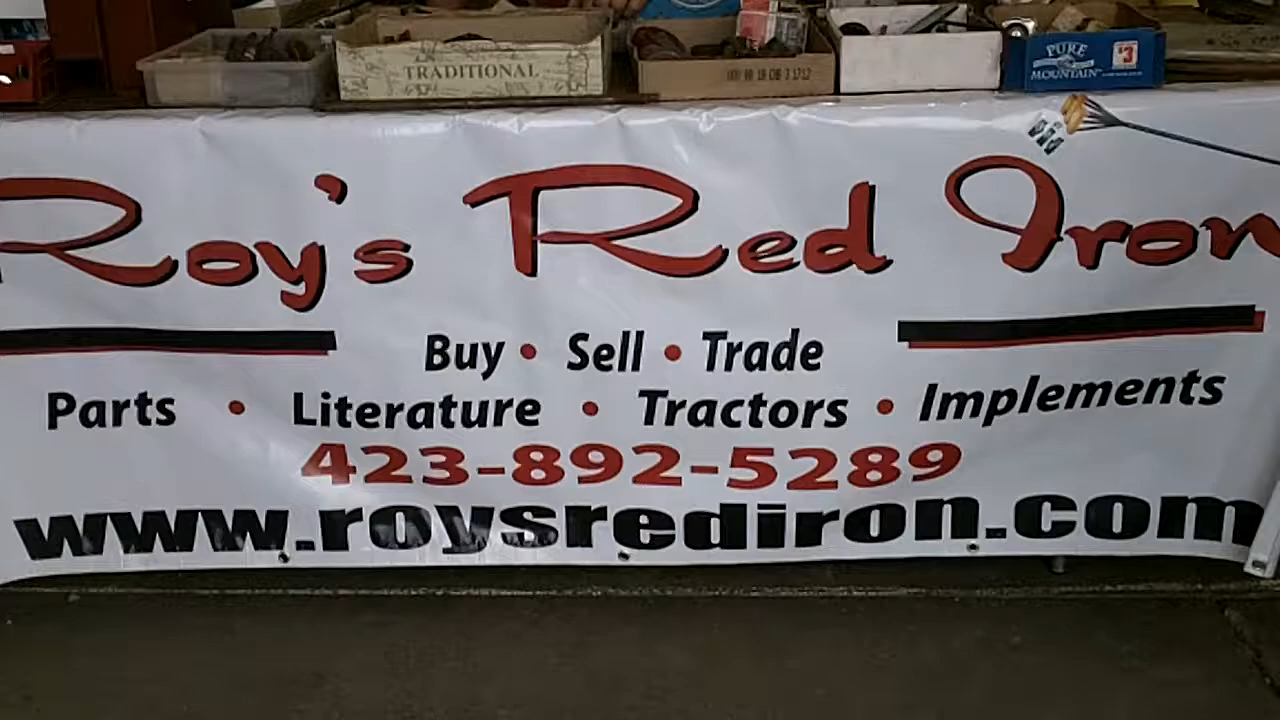 TRADITIONAL
PURE
MOUNTAIN
$3
Roy's Red Iron
Buy • Sell • Trade
Parts • Literature • Tractors • Implements
423-892-5289
www.roysrediron.com